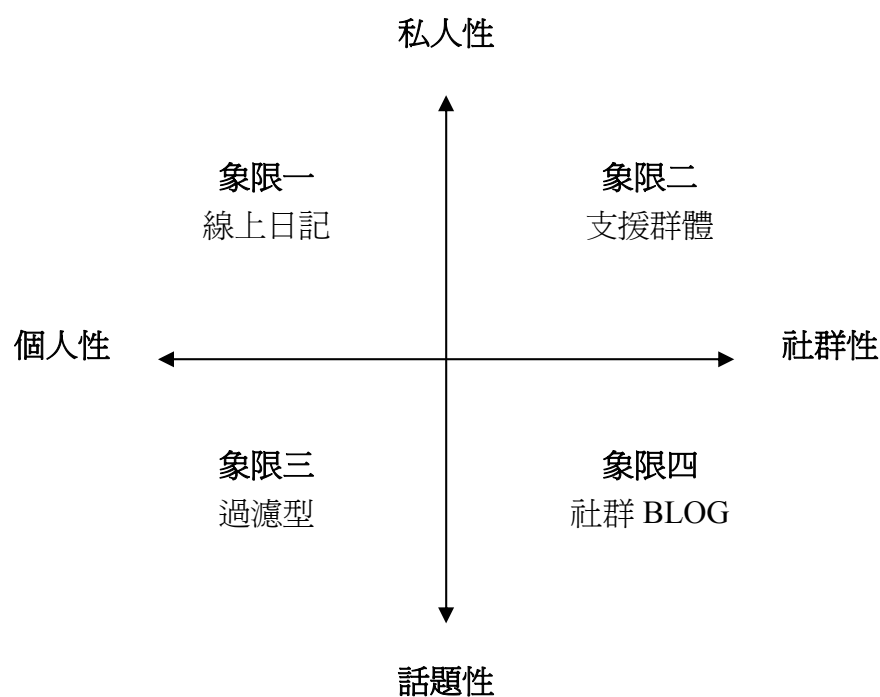 私人性
象限一
線上日記
象限二
支援群體
個人性
社群性
象限三
過濾型
象限四
社群 BLOG
話題性